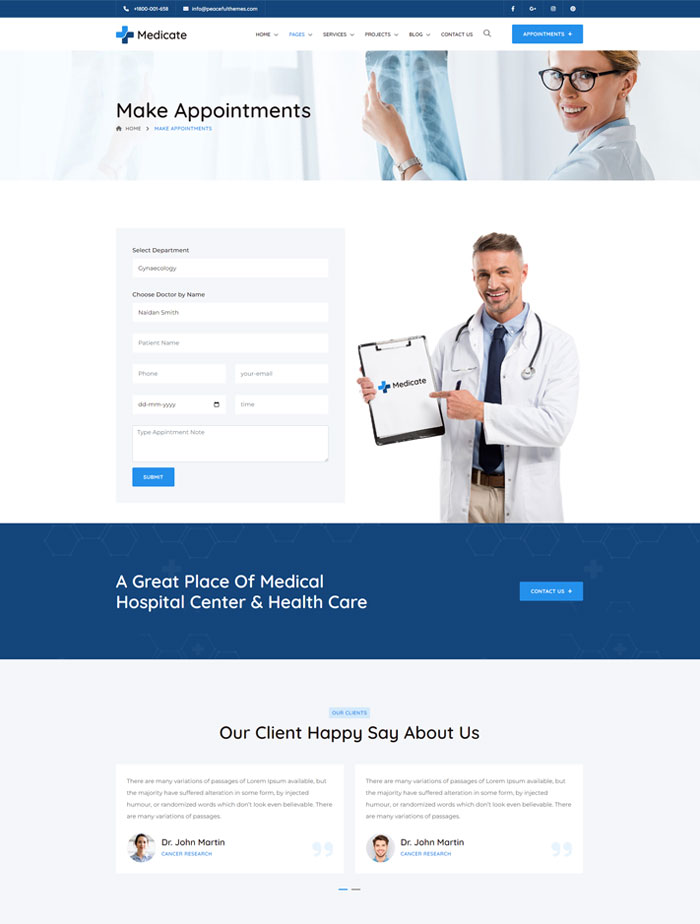 +1800-001-658
info@peacefulthemes.com
Medicate
HOME
PAGES
SERVICES
PROJECTS
BLOG
CONTACT US
APPOINTMENTS +
Make Appointments
HOME > MAKE APPOINTMENTS
Select Department
Gynaecology
Choose Doctor by Name
Naidan Smith
Patient Name
Phone
your-email
dd-mm-yyyy
time
Type Appintment Note
SUBMIT
Medicate
A Great Place Of Medical
Hospital Center & Health Care
CONTACT US +
OUR CLIENTS
Our Client Happy Say About Us
There are many variations of passages of Lorem Ipsum available, but
the majority have suffered alteration in some form, by injected
humour, or randomized words which don't look even believable. There
are many variations of passages.
Dr. John Martin
CANCER RESEARCH
There are many variations of passages of Lorem Ipsum available, but
the majority have suffered alteration in some form, by injected
humour, or randomized words which don't look even believable. There
are many variations of passages.
Dr. John Martin
CANCER RESEARCH